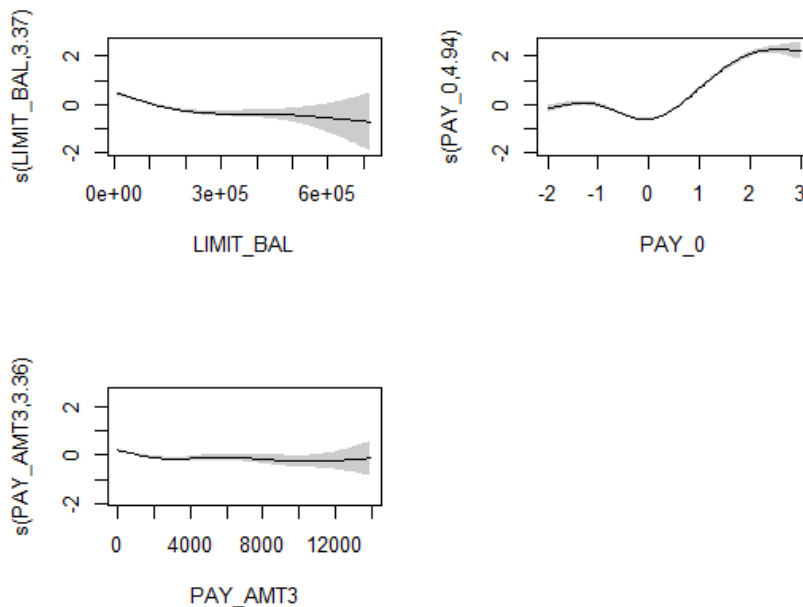 s(LIMIT_BAL,3.37)
2
0
-2
0e+00 3e+05 6e+05
LIMIT_BAL
s(PAY_0,4.94)
2
0
-2
-2 -1 0 1 2 3
PAY_0
s(PAY_AMT3,3.36)
2
0
-2
0 4000 8000 12000
PAY_AMT3